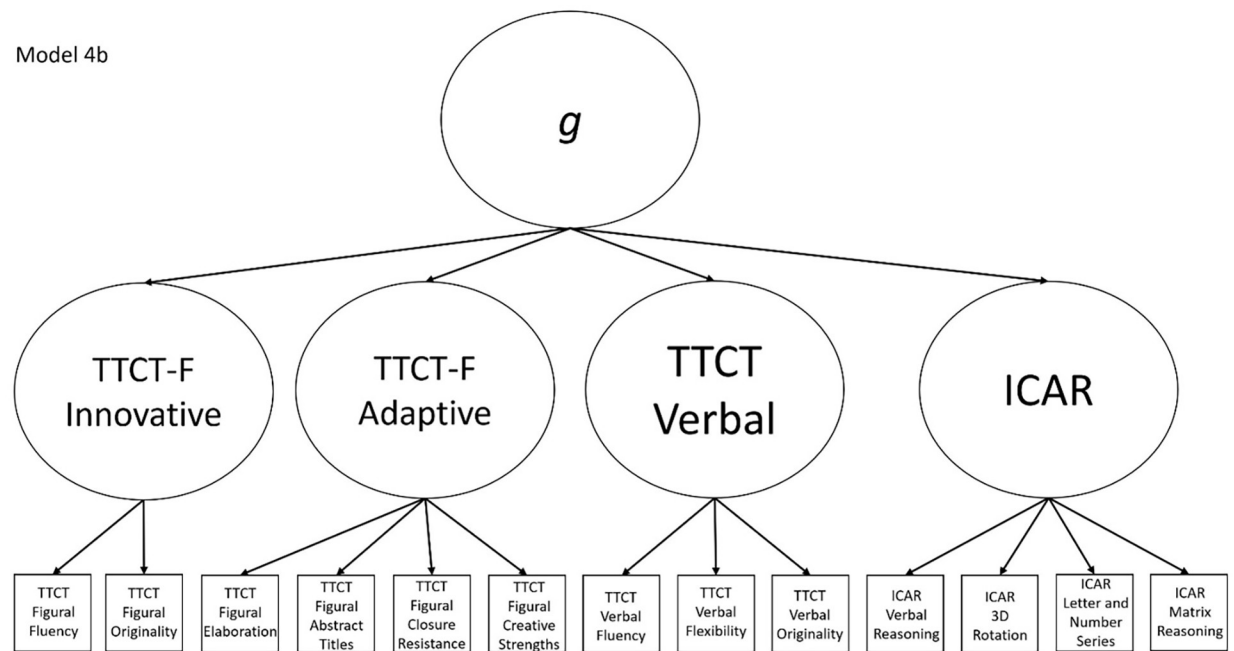 Model 4b
g
TTCT-F
Innovative
TTCT-F
Adaptive
TTCT
Verbal
ICAR
TTCT
Figural
Fluency
TTCT
Figural
Originality
TTCT
Figural
Elaboration
TTCT
Figural
Abstract
Titles
TTCT
Figural
Closure
Resistance
TTCT
Figural
Creative
Strengths
TTCT
Verbal
Fluency
TTCT
Verbal
Flexibility
TTCT
Verbal
Originality
ICAR
Verbal
Reasoning
ICAR
3D
Rotation
ICAR
Letter and
Number
Series
ICAR
Matrix
Reasoning